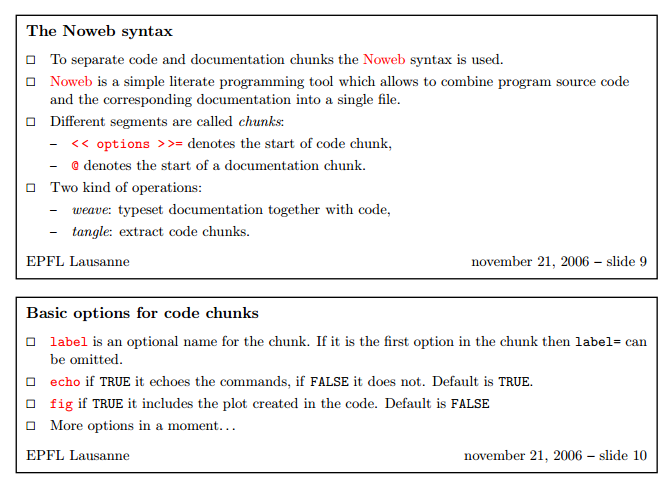 The Noweb syntax
□ To separate code and documentation chunks the Noweb syntax is used.
□ Noweb is a simple literate programming tool which allows to combine program source code
and the corresponding documentation into a single file.
□ Different segments are called chunks:
– << options >>= denotes the start of code chunk,
– @ denotes the start of a documentation chunk.
□ Two kind of operations:
– weave: typeset documentation together with code,
– tangle: extract code chunks.
EPFL Lausanne november 21, 2006 – slide 9
Basic options for code chunks
□ label is an optional name for the chunk. If it is the first option in the chunk then label= can
be omitted.
□ echo if TRUE it echoes the commands, if FALSE it does not. Default is TRUE.
□ fig if TRUE it includes the plot created in the code. Default is FALSE
□ More options in a moment...
EPFL Lausanne november 21, 2006 – slide 10